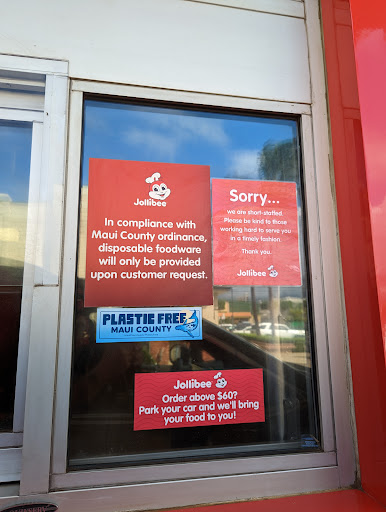 Jollibee
In compliance with
Maui County ordinance,
disposable foodware
will only be provided
upon customer request.
Sorry...
we are short-staffed.
Please be kind to those
working hard to serve you
in a timely fashion.
Thank you.
Jollibee
PLASTIC FREE
MAUI COUNTY
Jollibee
Order above $60?
Park your car and we'll bring
your food to you!